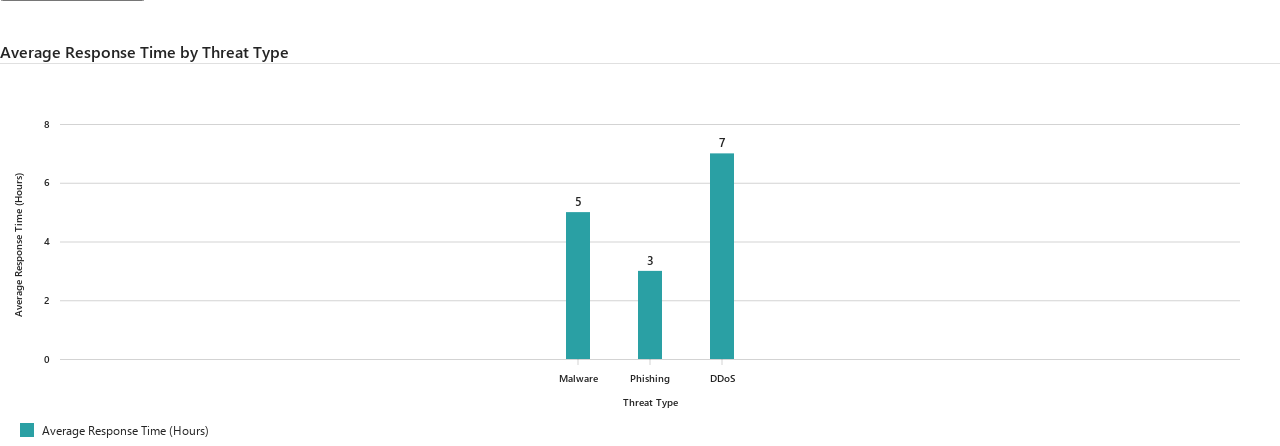 Average Response Time by Threat Type
8
7
6
5
4
3
2
0
Average Response Time (Hours)
Malware Phishing DDoS
Threat Type
Average Response Time (Hours)